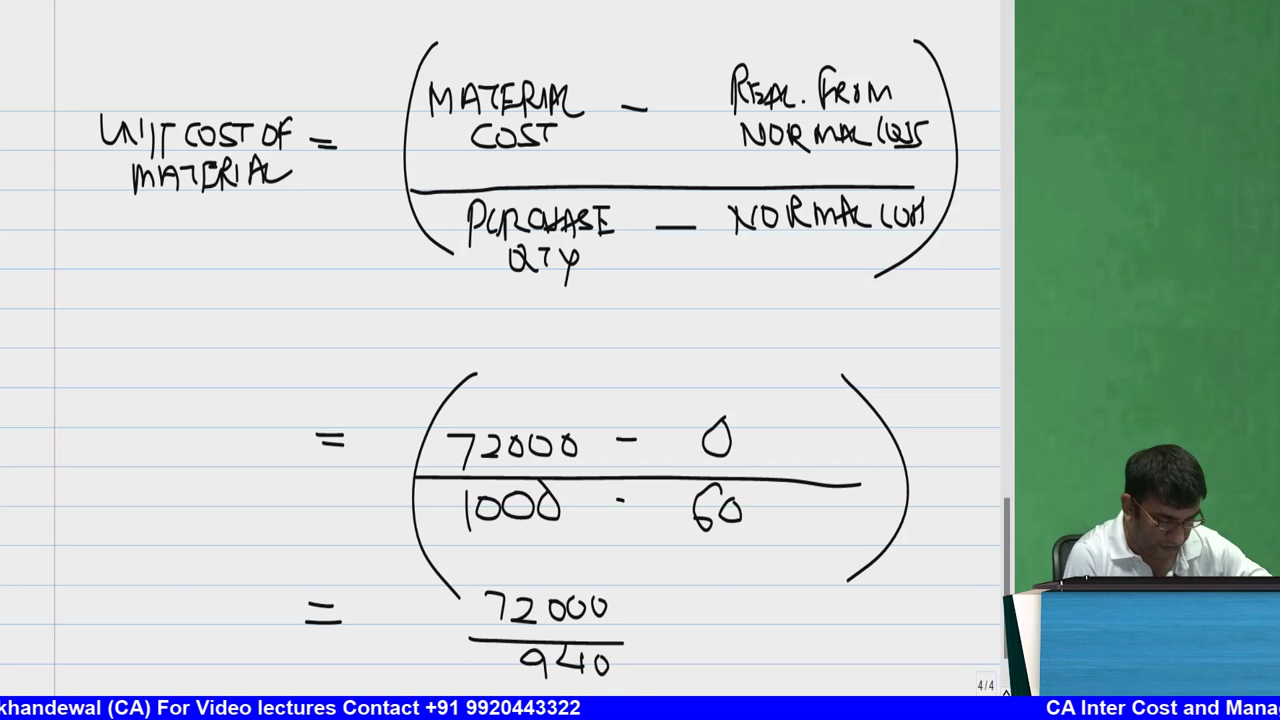 MATERIAL - REAL. FROM
COST NORMAL LOSS
UNIT COST OF =
MATERIAL
PURCHASE - NORMAL LOSS
QTY
= 72000 - 0
1000 - 60
= 72000
940
4/4
khandewal (CA) For Video lectures Contact +91 9920443322 CA Inter Cost and Mana